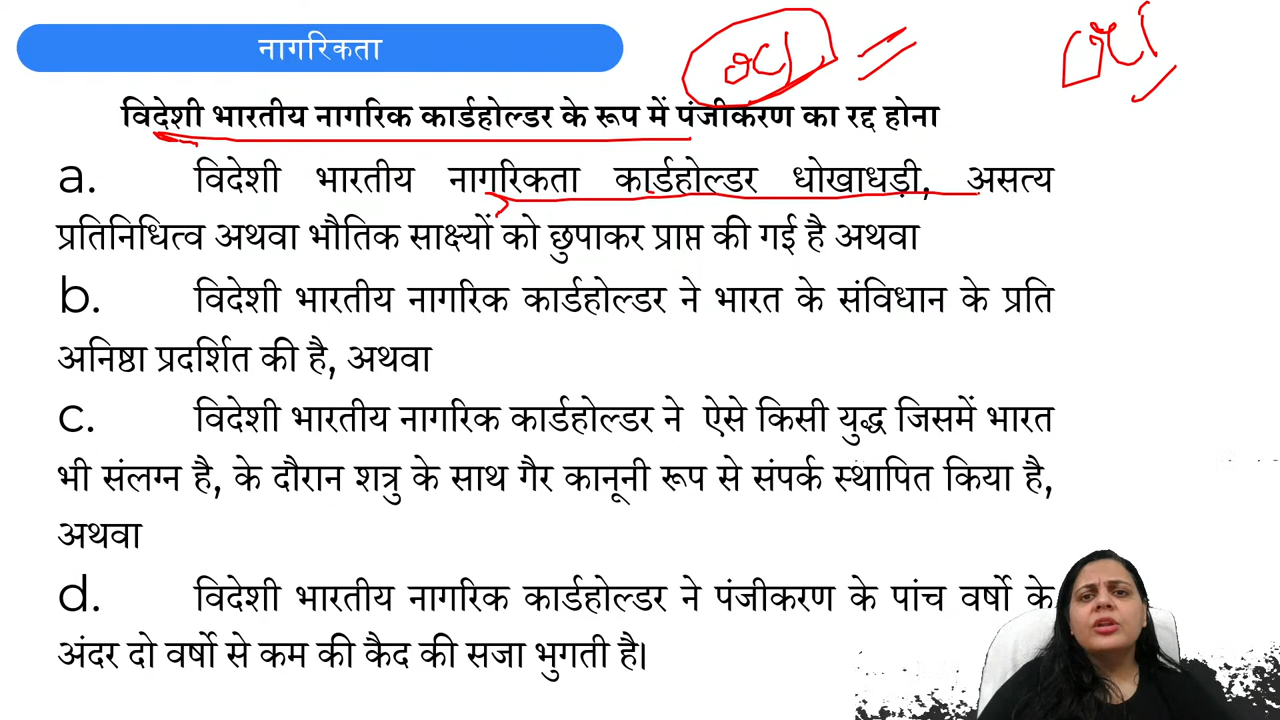 नागरिकता
OCI
OCI
विदेशी भारतीय नागरिक कार्डहोल्डर के रूप में पंजीकरण का रद्द होना
a. विदेशी भारतीय नागरिकता कार्डहोल्डर धोखाधड़ी, असत्य
प्रतिनिधित्व अथवा भौतिक साक्ष्यों को छुपाकर प्राप्त की गई है अथवा
b. विदेशी भारतीय नागरिक कार्डहोल्डर ने भारत के संविधान के प्रति
अनिष्ठा प्रदर्शित की है, अथवा
c. विदेशी भारतीय नागरिक कार्डहोल्डर ने ऐसे किसी युद्ध जिसमें भारत
भी संलग्न है, के दौरान शत्रु के साथ गैर कानूनी रूप से संपर्क स्थापित किया है,
अथवा
d. विदेशी भारतीय नागरिक कार्डहोल्डर ने पंजीकरण के पांच वर्षो के
अंदर दो वर्षो से कम की कैद की सजा भुगती है।